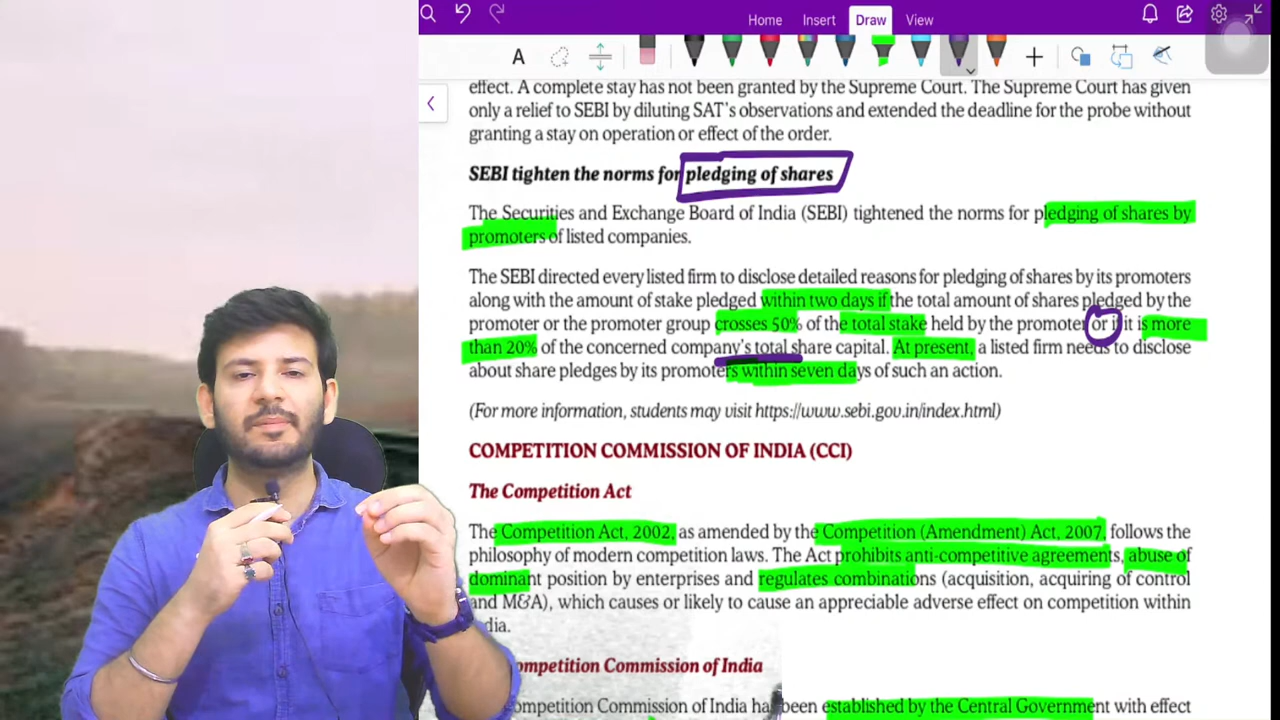 Home Insert Draw View
A
effect. A complete stay has not been granted by the Supreme Court. The Supreme Court has given
only a relief to SEBI by diluting SAT's observations and extended the deadline for the probe without
granting a stay on operation or effect of the order.
SEBI tighten the norms for pledging of shares
The Securities and Exchange Board of India (SEBI) tightened the norms for pledging of shares by
promoters of listed companies.
The SEBI directed every listed firm to disclose detailed reasons for pledging of shares by its promoters
along with the amount of stake pledged within two days if the total amount of shares pledged by the
promoter or the promoter group crosses 50% of the total stake held by the promoter or if it is more
than 20% of the concerned company's total share capital. At present, a listed firm needs to disclose
about share pledges by its promoters within seven days of such an action.
(For more information, students may visit https://www.sebi.gov.in/index.html)
COMPETITION COMMISSION OF INDIA (CCI)
The Competition Act
The Competition Act, 2002, as amended by the Competition (Amendment) Act, 2007, follows the
philosophy of modern competition laws. The Act prohibits anti-competitive agreements, abuse of
dominant position by enterprises and regulates combinations (acquisition, acquiring of control
and M&A), which causes or likely to cause an appreciable adverse effect on competition within
dia.
ompetition Commission of India
ompetition Commission of India has been established by the Central Government with effect